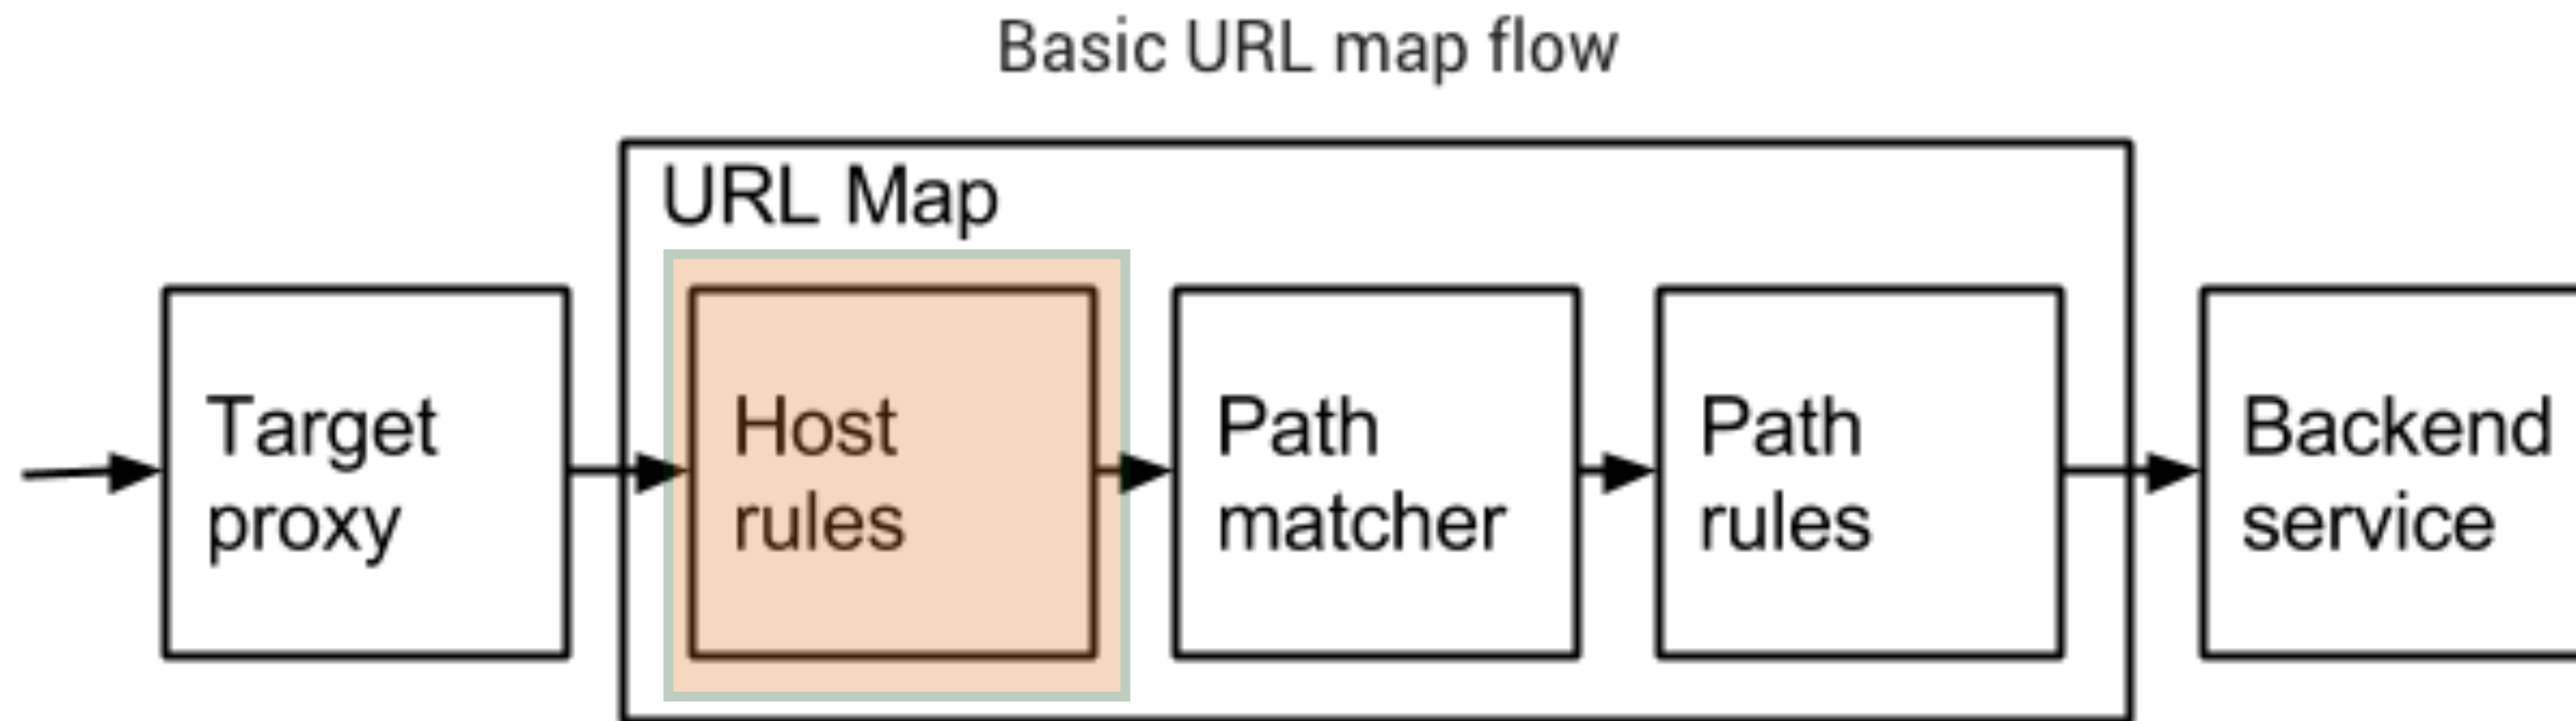 Basic URL map flow
URL Map
Target
proxy
Host
rules
Path
matcher
Path
rules
Backend
service